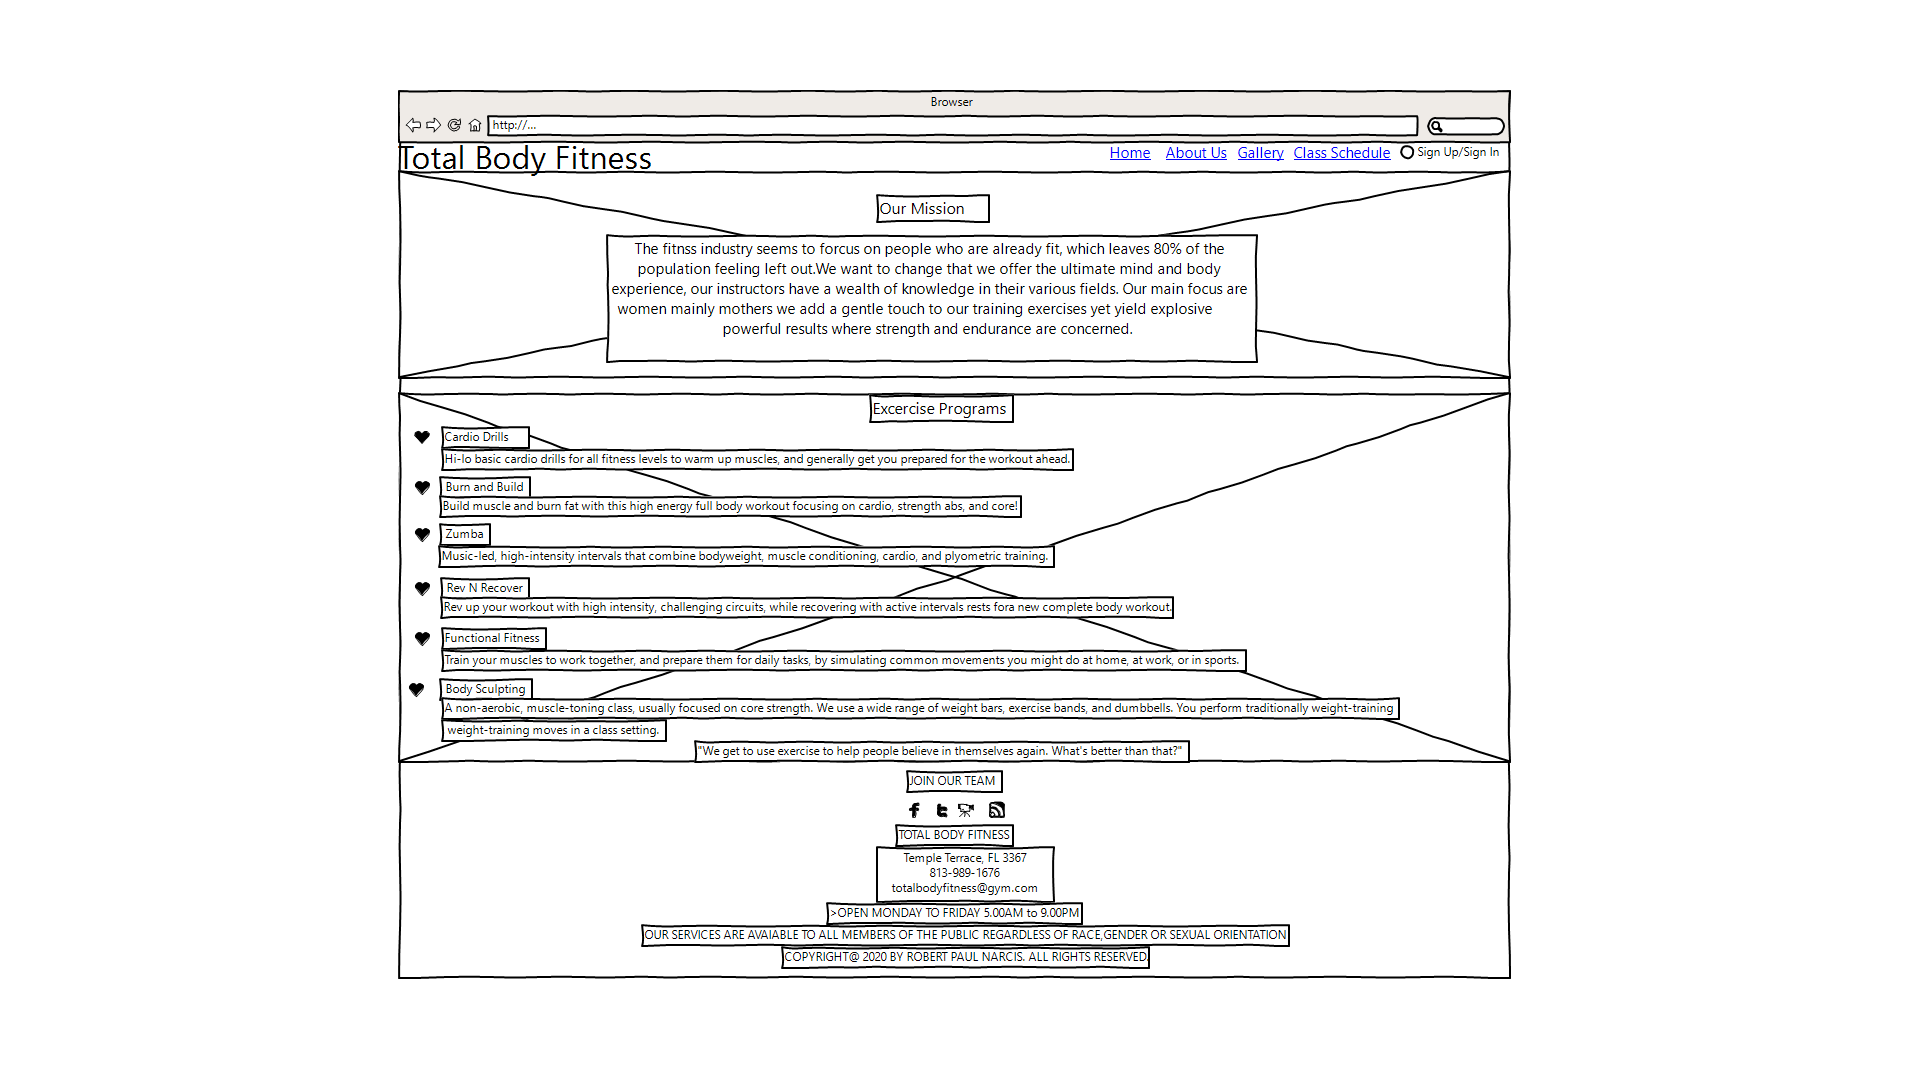 Browser
http://...
Total Body Fitness
Home About Us Gallery Class Schedule Sign Up/Sign In
Our Mission
The fitnss industry seems to forcus on people who are already fit, which leaves 80% of the
population feeling left out.We want to change that we offer the ultimate mind and body
experience, our instructors have a wealth of knowledge in their various fields. Our main focus are
women mainly mothers we add a gentle touch to our training exercises yet yield explosive
powerful results where strength and endurance are concerned.
Excercise Programs
Cardio Drills
Hi-lo basic cardio drills for all fitness levels to warm up muscles, and generally get you prepared for the workout ahead.
Burn and Build
Build muscle and burn fat with this high energy full body workout focusing on cardio, strength abs, and core!
Zumba
Music-led, high-intensity intervals that combine bodyweight, muscle conditioning, cardio, and plyometric training.
Rev N Recover
Rev up your workout with high intensity, challenging circuits, while recovering with active intervals rests fora new complete body workout.
Functional Fitness
Train your muscles to work together, and prepare them for daily tasks, by simulating common movements you might do at home, at work, or in sports.
Body Sculpting
A non-aerobic, muscle-toning class, usually focused on core strength. We use a wide range of weight bars, exercise bands, and dumbbells. You perform traditionally weight-training
weight-training moves in a class setting.
"We get to use exercise to help people believe in themselves again. What's better than that?"
JOIN OUR TEAM
TOTAL BODY FITNESS
Temple Terrace, FL 3367
813-989-1676
totalbodyfitness@gym.com
>OPEN MONDAY TO FRIDAY 5.00AM to 9.00PM
OUR SERVICES ARE AVAIABLE TO ALL MEMBERS OF THE PUBLIC REGARDLESS OF RACE,GENDER OR SEXUAL ORIENTATION
COPYRIGHT@ 2020 BY ROBERT PAUL NARCIS. ALL RIGHTS RESERVED.